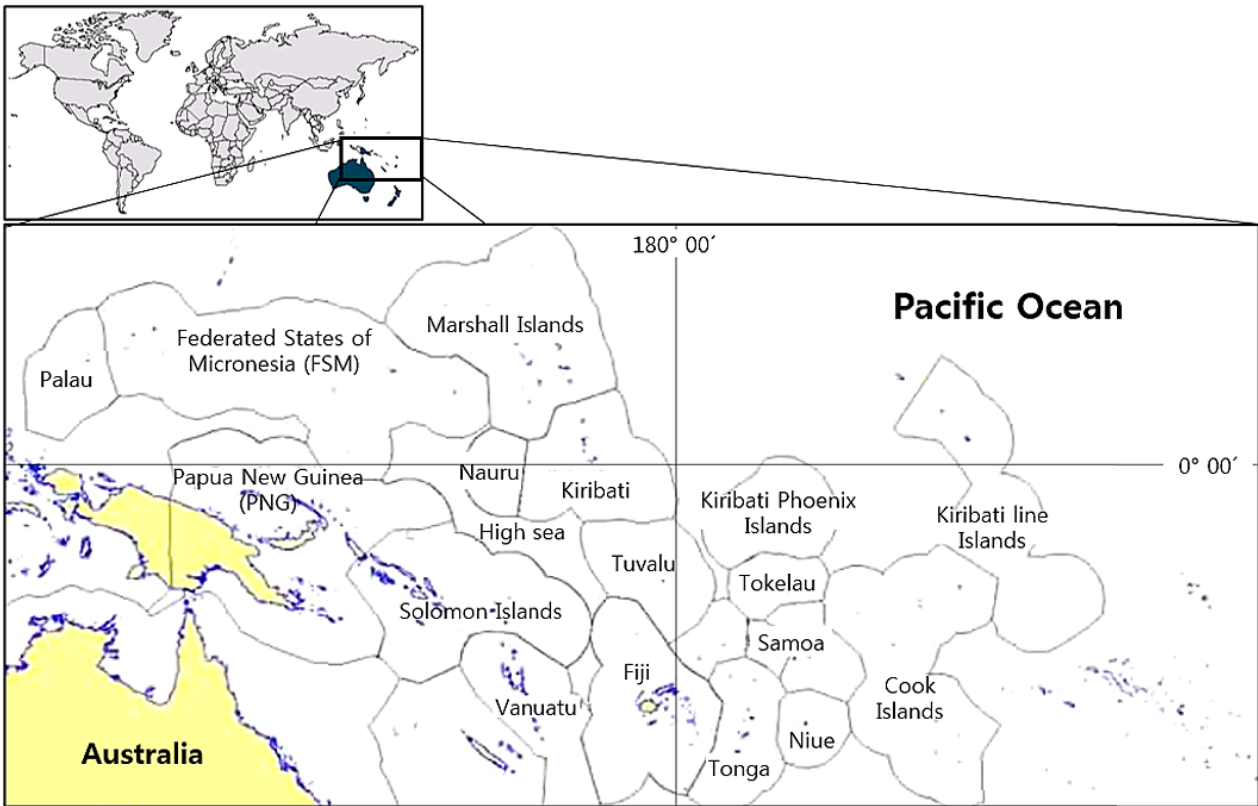 180° 00´
Pacific Ocean
Federated States of
Micronesia (FSM)
Marshall Islands
Palau
Papua New Guinea
(PNG)
Nauru
Kiribati
0° 00´
Kiribati Phoenix
Islands
Kiribati line
Islands
High sea
Tuvalu
Tokelau
Solomon Islands
Samoa
Fiji
Vanuatu
Cook
Islands
Niue
Tonga
Australia